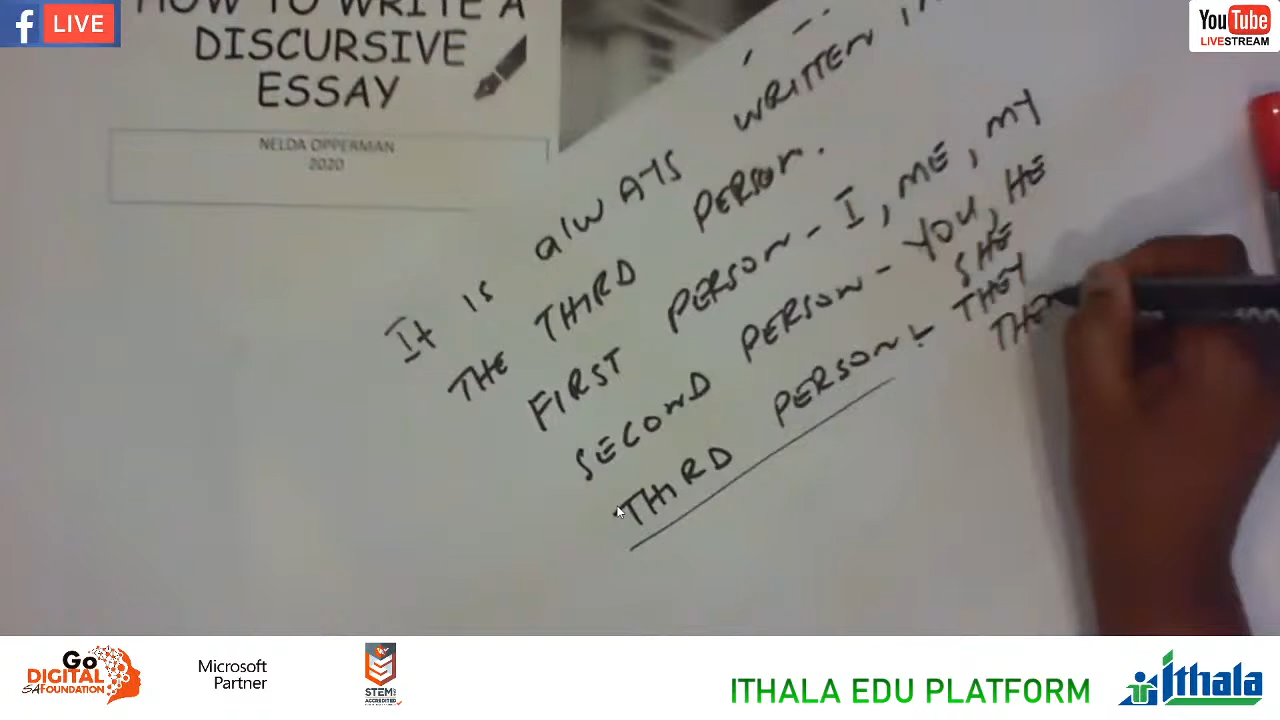 LIVE
HOW TO WRITE A
DISCURSIVE
ESSAY
NELDA OPPERMAN
2020
YouTube
LIVESTREAM
It is alwAYS WRITTEN IN
THE THIRD PERSON.
FIRST PERSON - I, ME, MY
SECOND PERSON - YOU, HE
SHE
THIRD PERSON:- THEY
THEM
Go
DIGITAL
SA FOUNDATION
Microsoft
Partner
STEM
ACCREDITED
ITHALA EDU PLATFORM
Ithala